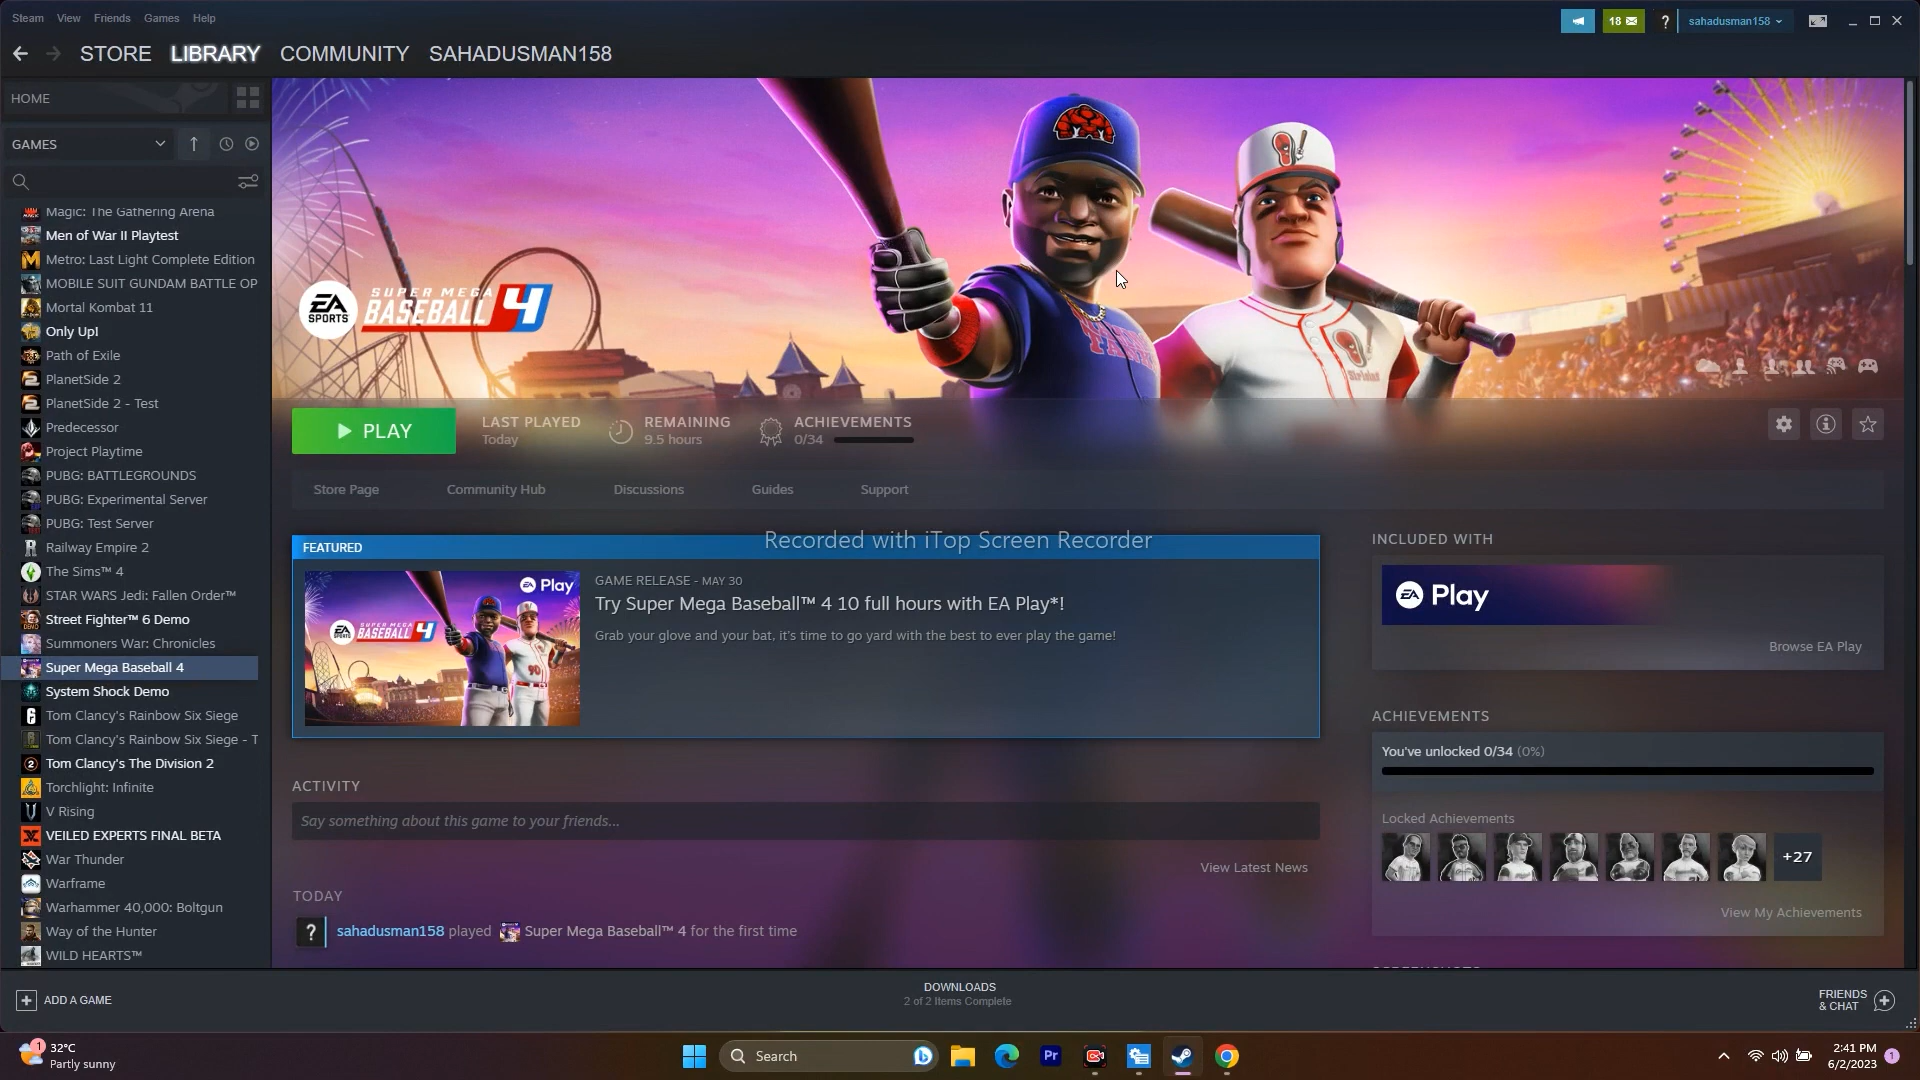 Steam View Friends Games Help
18
?
sahadusman158
STORE LIBRARY COMMUNITY SAHADUSMAN158
HOME
GAMES
Magic: The Gathering Arena
Men of War II Playtest
Metro: Last Light Complete Edition
MOBILE SUIT GUNDAM BATTLE OP
Mortal Kombat 11
Only Up!
Path of Exile
PlanetSide 2
PlanetSide 2 - Test
Predecessor
Project Playtime
PUBG: BATTLEGROUNDS
PUBG: Experimental Server
PUBG: Test Server
Railway Empire 2
The Sims™ 4
STAR WARS Jedi: Fallen Order™
Street Fighter™ 6 Demo
Summoners War: Chronicles
Super Mega Baseball 4
System Shock Demo
Tom Clancy's Rainbow Six Siege
Tom Clancy's Rainbow Six Siege - T
Tom Clancy's The Division 2
Torchlight: Infinite
V Rising
VEILED EXPERTS FINAL BETA
War Thunder
Warframe
Warhammer 40,000: Boltgun
Way of the Hunter
WILD HEARTS™
ADD A GAME
EA SPORTS
SUPER MEGA
BASEBALL 4
PLAY
LAST PLAYED
Today
REMAINING
9.5 hours
ACHIEVEMENTS
0/34
Store Page Community Hub Discussions Guides Support
Recorded with iTop Screen Recorder
FEATURED
EA Play
EA SPORTS
SUPER MEGA
BASEBALL 4
GAME RELEASE - MAY 30
Try Super Mega Baseball™ 4 10 full hours with EA Play*!
Grab your glove and your bat, it's time to go yard with the best to ever play the game!
ACTIVITY
Say something about this game to your friends...
View Latest News
TODAY
?
sahadusman158 played Super Mega Baseball™ 4 for the first time
INCLUDED WITH
EA Play
Browse EA Play
ACHIEVEMENTS
You've unlocked 0/34 (0%)
Locked Achievements
+27
View My Achievements
DOWNLOADS
2 of 2 Items Complete
FRIENDS
& CHAT
1
32°C
Partly sunny
Search
Pr
2:41 PM
6/2/2023
1